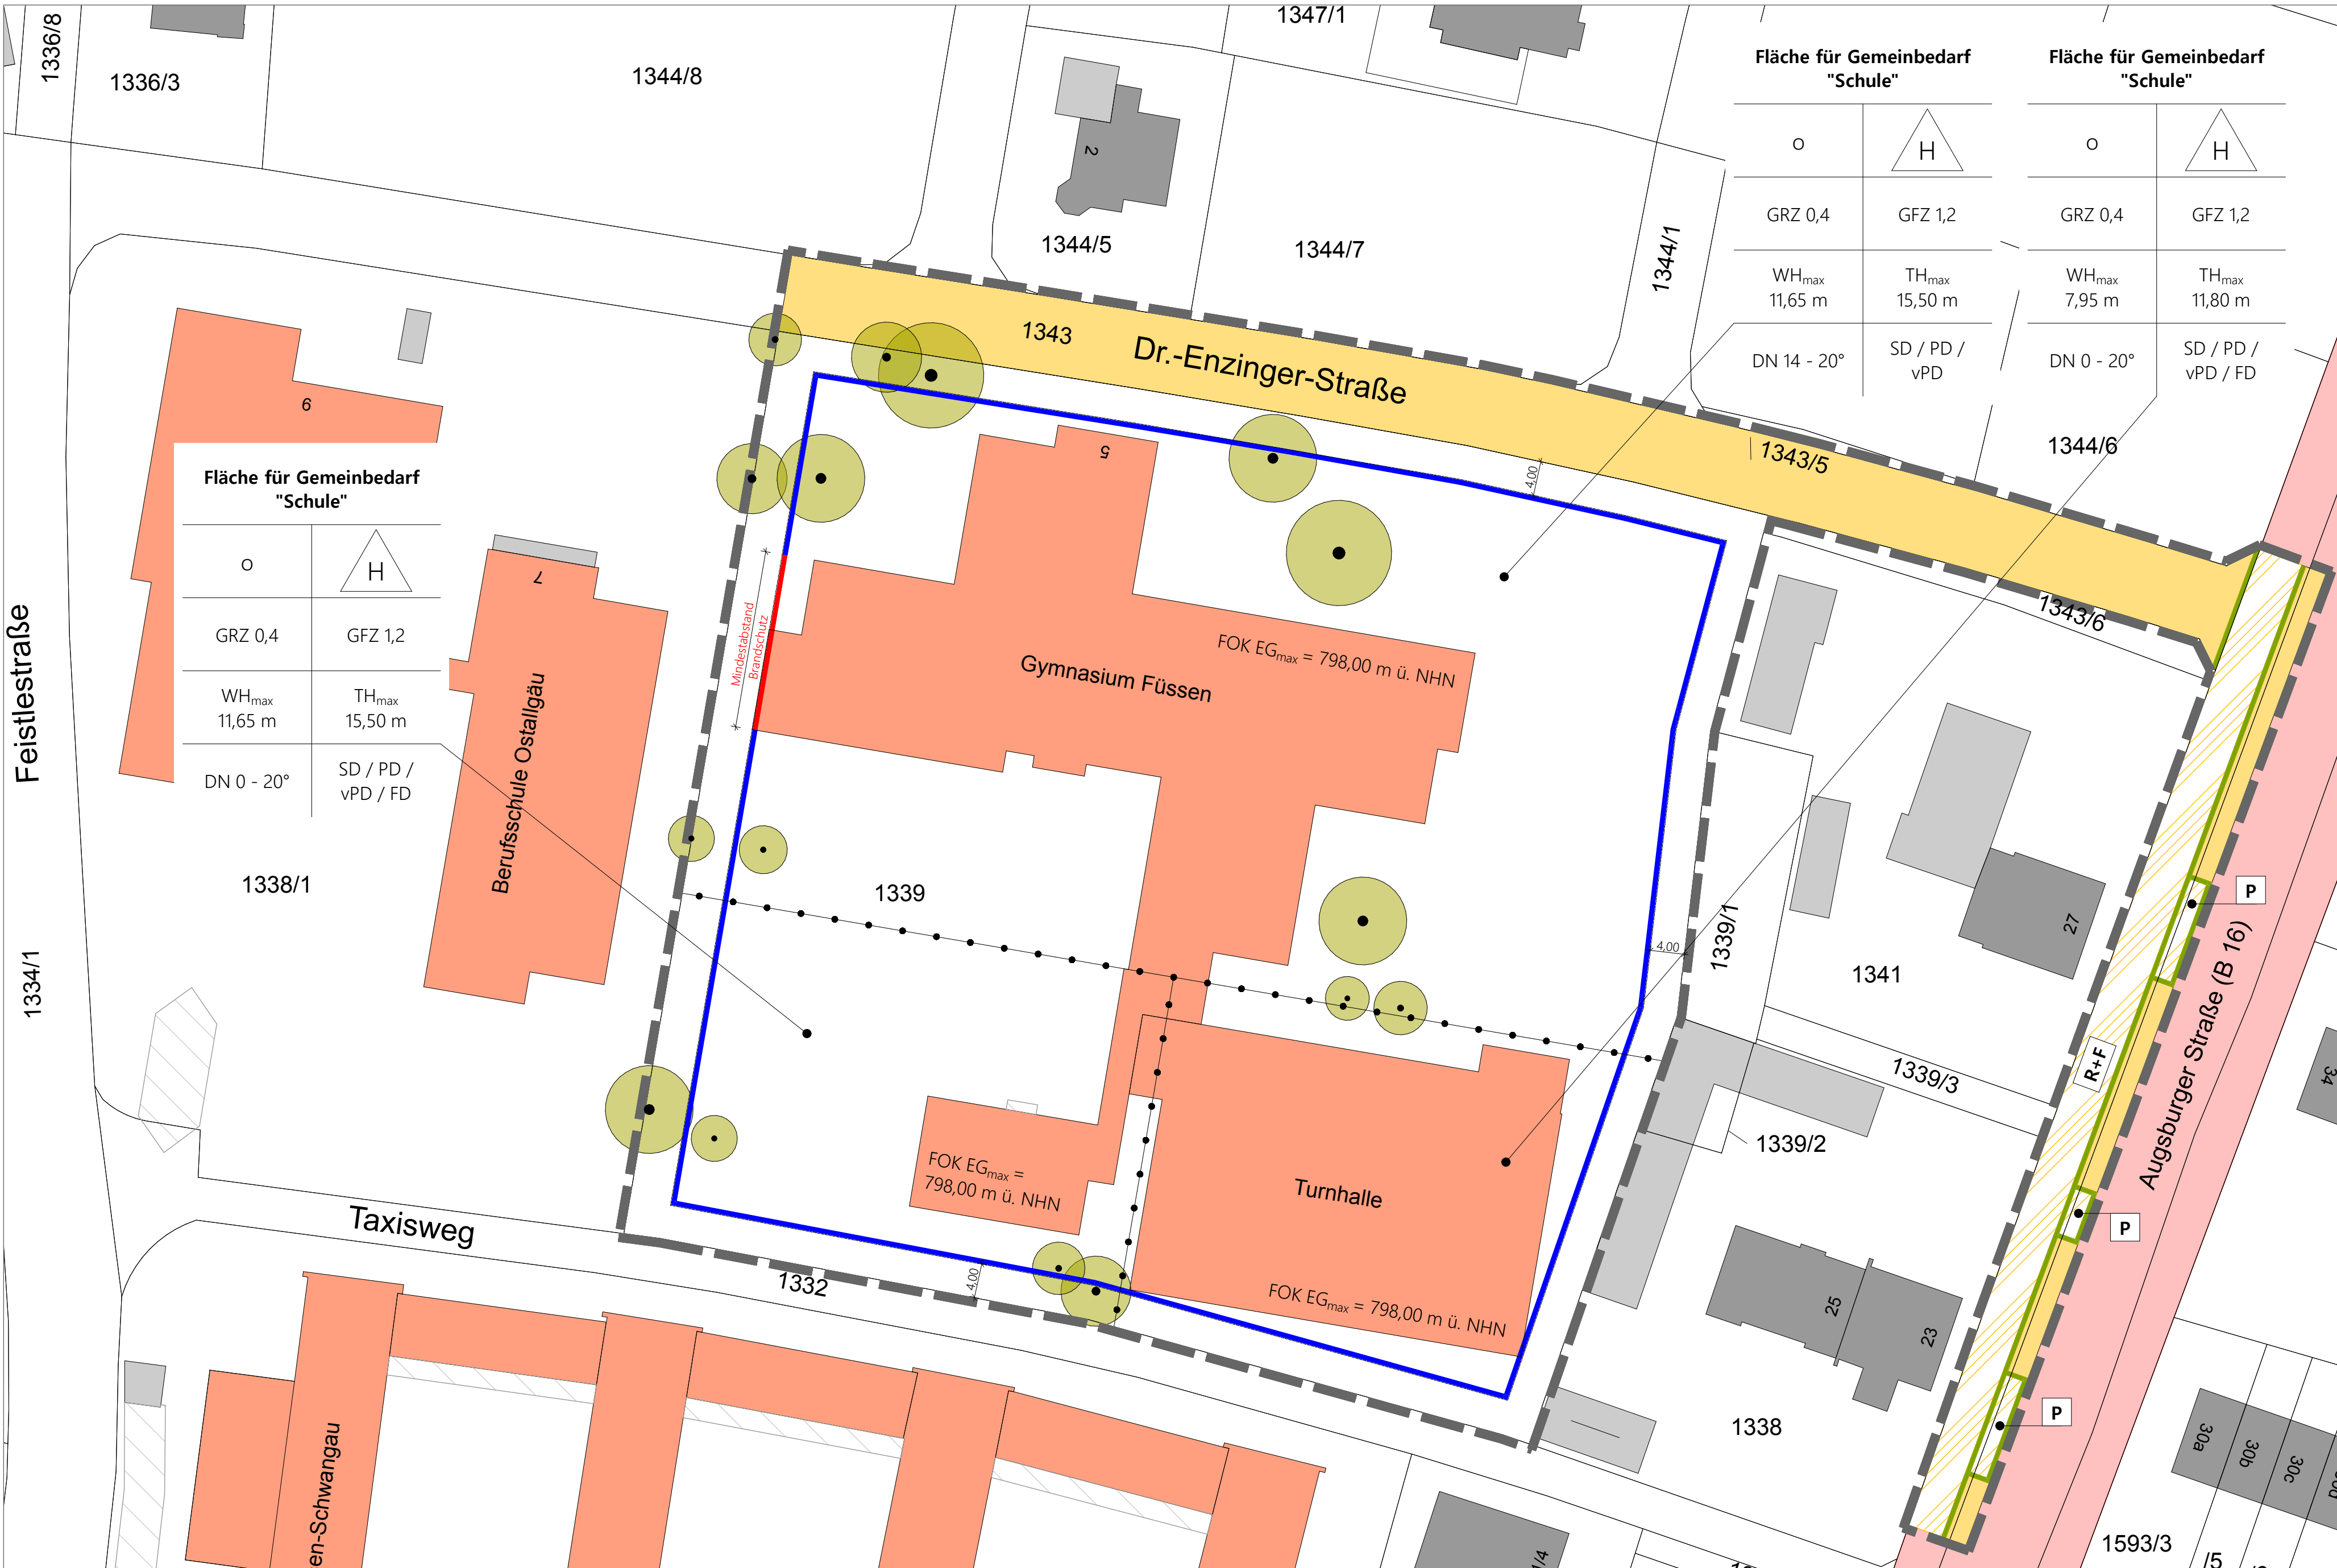 1336/8
1336/3
1344/8
1347/1
2
1344/5
1344/7
1344/1
Fläche für Gemeinbedarf
"Schule"
O
H
GRZ 0,4
GFZ 1,2
WHmax
11,65 m
THmax
15,50 m
DN 14 - 20°
SD / PD /
vPD
Fläche für Gemeinbedarf
"Schule"
O
H
GRZ 0,4
GFZ 1,2
WHmax
7,95 m
THmax
11,80 m
DN 0 - 20°
SD / PD /
vPD / FD
1343
Dr.-Enzinger-Straße
1343/5
1344/6
1343/6
6
7
5
4,00
Fläche für Gemeinbedarf
"Schule"
O
H
GRZ 0,4
GFZ 1,2
WHmax
11,65 m
THmax
15,50 m
DN 0 - 20°
SD / PD /
vPD / FD
Mindestabstand
Brandschutz
FOK EGmax = 798,00 m ü. NHN
Gymnasium Füssen
Berufsschule Ostallgäu
Feistlestraße
1338/1
1334/1
1339
4,00
1339/1
1341
27
P
Augsburger Straße (B 16)
R+F
1339/3
34
1339/2
FOK EGmax =
798,00 m ü. NHN
Turnhalle
P
Taxisweg
1332
4,00
FOK EGmax = 798,00 m ü. NHN
25
23
P
1338
30a
30b
30c
en-Schwangau
1593/3
/5
1/4